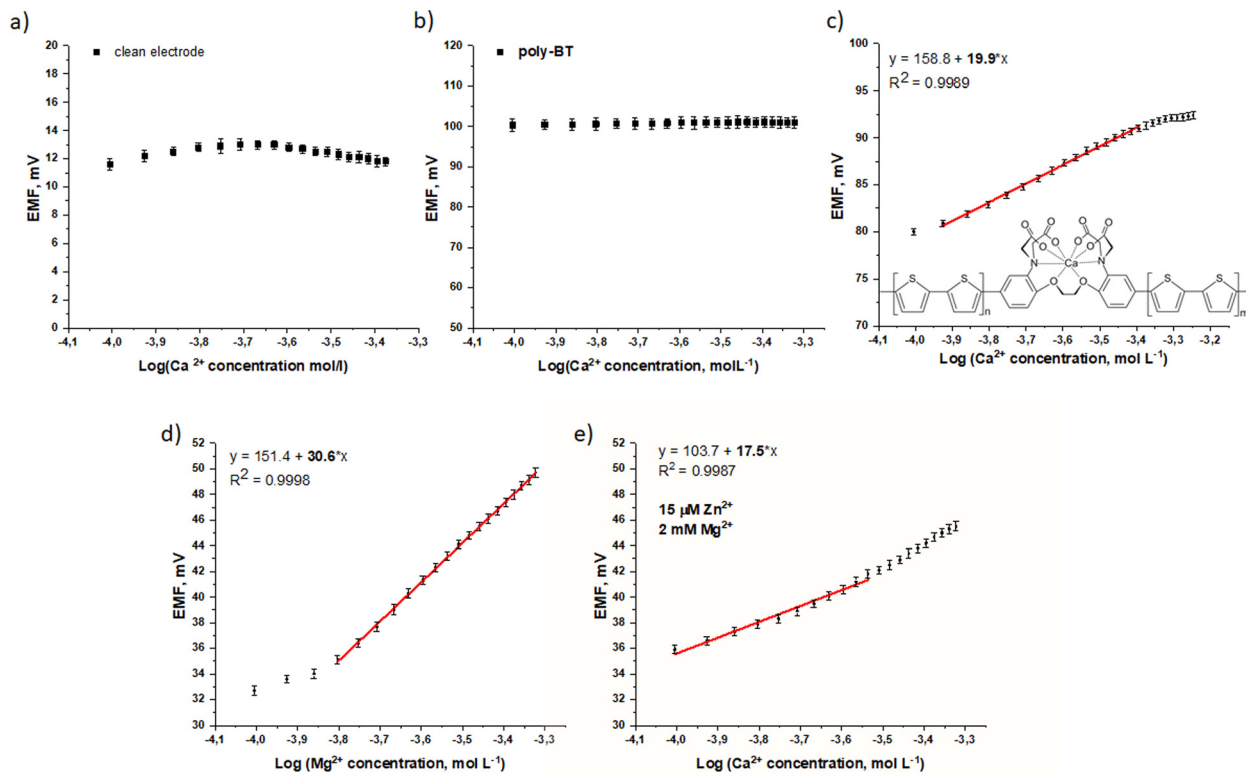 a)
clean electrode
EMF, mV
20
18
16
14
12
10
8
6
4
2
0
-4,1 -4,0 -3,9 -3,8 -3,7 -3,6 -3,5 -3,4 -3,3
Log(Ca ²⁺ concentration mol/l)
b)
poly-BT
EMF, mV
120
110
100
90
80
70
60
50
-4,1 -4,0 -3,9 -3,8 -3,7 -3,6 -3,5 -3,4 -3,3
Log(Ca²⁺ concentration, molL⁻¹)
c)
y = 158.8 + 19.9*x
R² = 0.9989
EMF, mV
100
95
90
85
80
75
70
O O O O
O O O O
N Ca N
S S O O S S
n m
-4,1 -4,0 -3,9 -3,8 -3,7 -3,6 -3,5 -3,4 -3,3 -3,2
Log (Ca²⁺ concentration, mol L⁻¹)
d)
y = 151.4 + 30.6*x
R² = 0.9998
EMF, mV
52
50
48
46
44
42
40
38
36
34
32
30
-4,1 -4,0 -3,9 -3,8 -3,7 -3,6 -3,5 -3,4 -3,3
Log (Mg²⁺ concentration, mol L⁻¹)
e)
y = 103.7 + 17.5*x
R² = 0.9987
15 µM Zn²⁺
2 mM Mg²⁺
EMF, mV
52
50
48
46
44
42
40
38
36
34
32
30
-4,1 -4,0 -3,9 -3,8 -3,7 -3,6 -3,5 -3,4 -3,3
Log (Ca²⁺ concentration, mol L⁻¹)